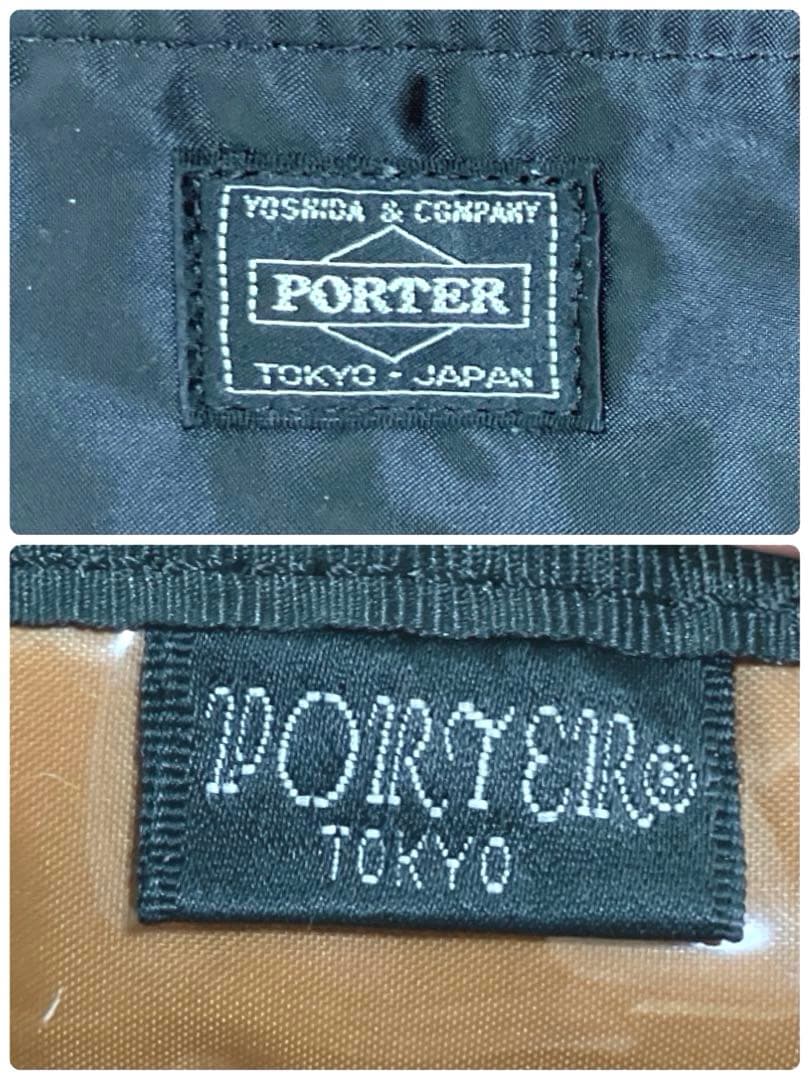 YOSHIDA & COMPANY
PORTER
TOKYO - JAPAN
PORTER®
TOKYO